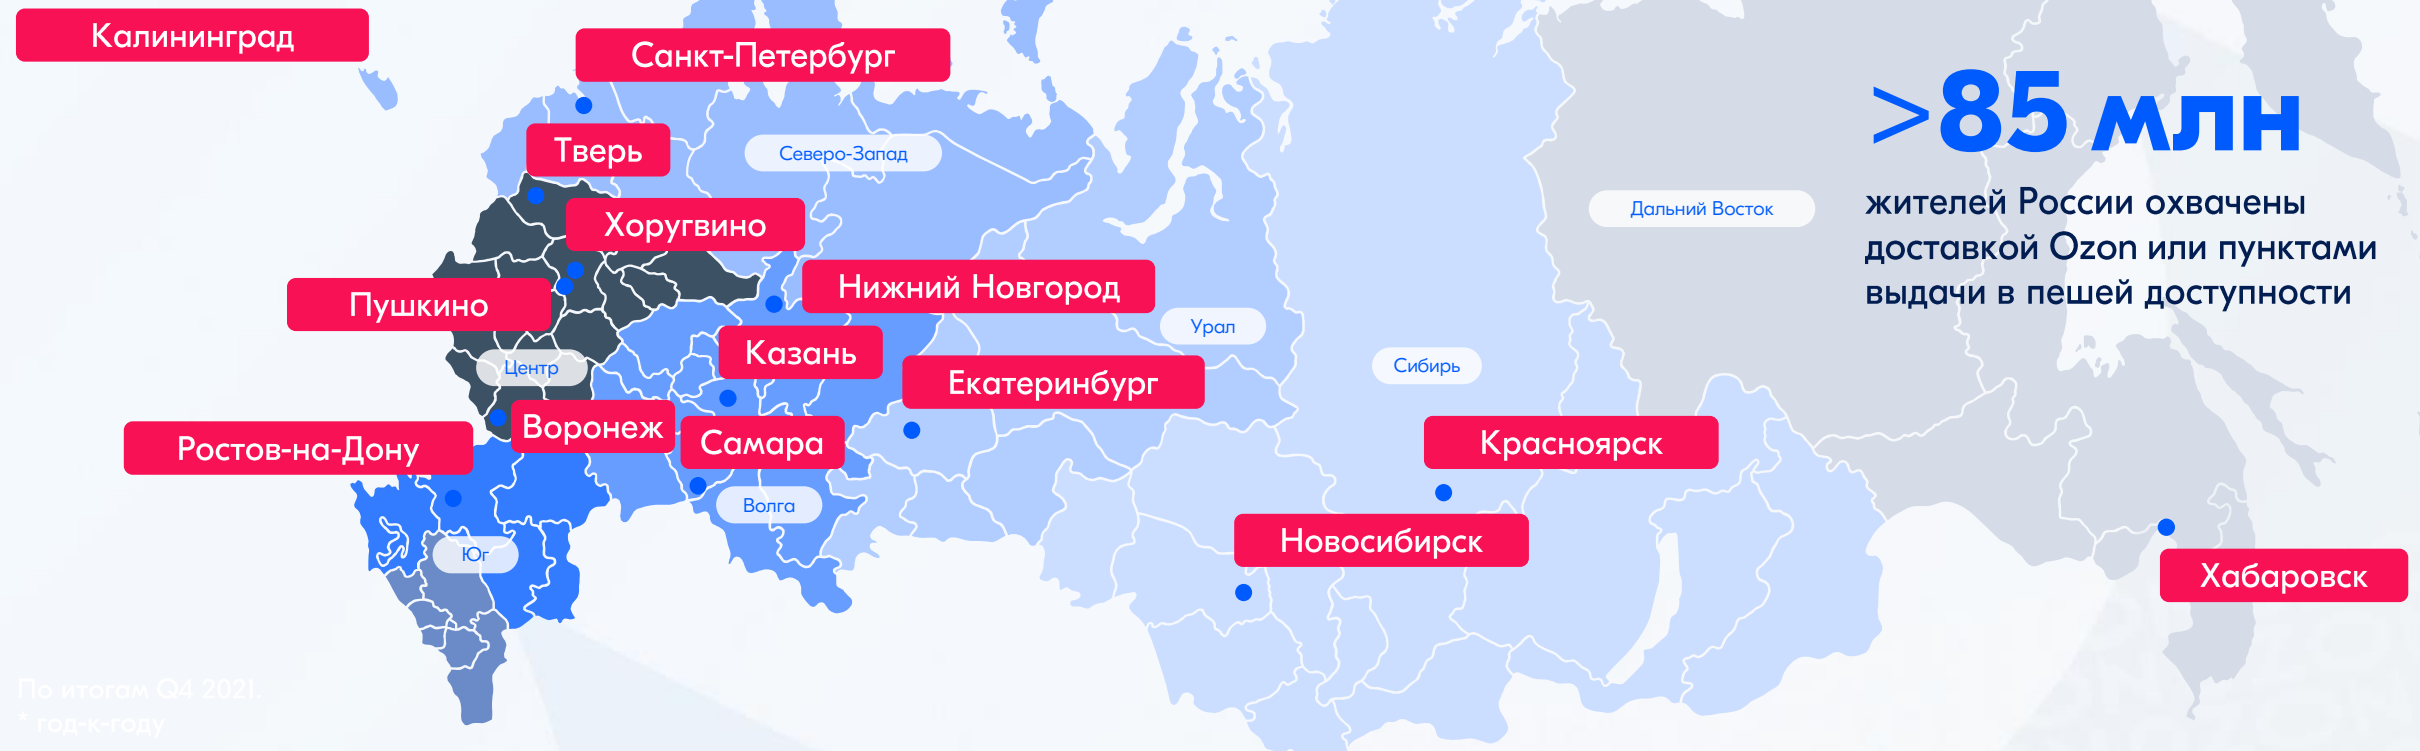 Калининград
Санкт-Петербург
Тверь
Северо-Запад
Хоругвино
Пушкино
Нижний Новгород
Казань
Екатеринбург
Центр
Воронеж
Ростов-на-Дону
Самара
Волга
Юг
Урал
Сибирь
Дальний Восток
Красноярск
Новосибирск
Хабаровск
>85 млн
жителей России охвачены
доставкой Ozon или пунктами
выдачи в пешей доступности
По итогам Q4 2021.
* год-к-году